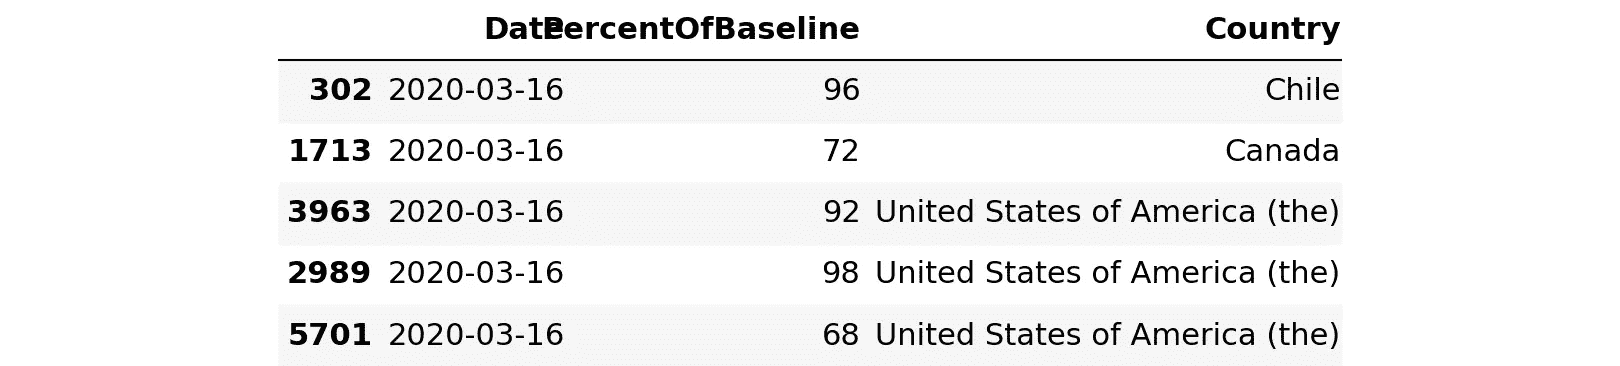 Date PercentOfBaseline Country
302 2020-03-16 96 Chile
1713 2020-03-16 72 Canada
3963 2020-03-16 92 United States of America (the)
2989 2020-03-16 98 United States of America (the)
5701 2020-03-16 68 United States of America (the)